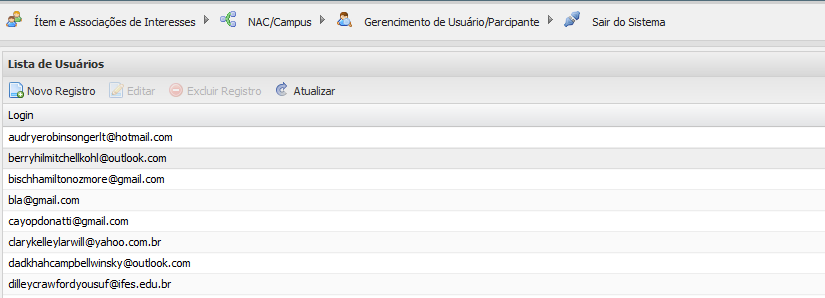 Ítem e Associações de Interesses NAC/Campus Gerencimento de Usuário/Parcipante Sair do Sistema
Lista de Usuários
Novo Registro Editar Excluir Registro Atualizar
Login
audryerobinsongerlt@hotmail.com
berryhilmitchellkohl@outlook.com
bischhamiltonozmore@gmail.com
bla@gmail.com
cayopdonatti@gmail.com
clarykelleylarwill@yahoo.com.br
dadkhahcampbellwinsky@outlook.com
dilleycrawfordyousuf@ifes.edu.br